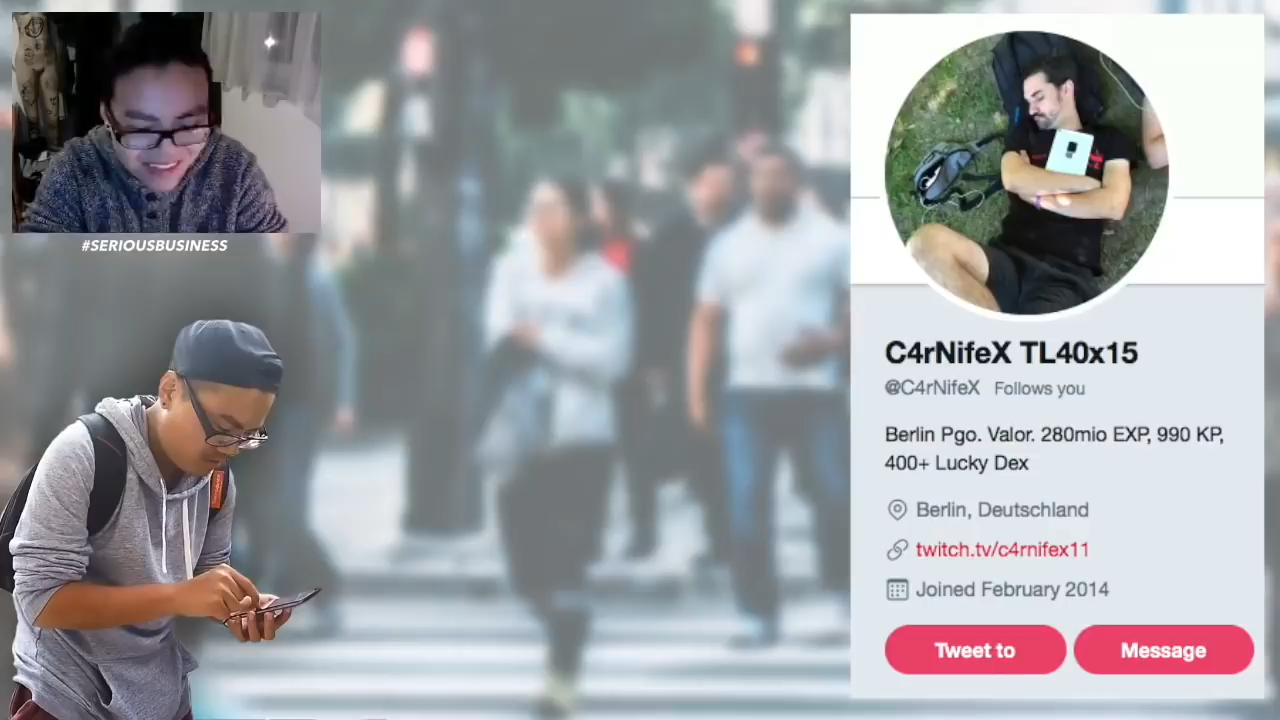 #SERIOUSBUSINESS
C4rNifeX TL40x15
@C4rNifeX Follows you
Berlin Pgo. Valor. 280mio EXP, 990 KP,
400+ Lucky Dex
Berlin, Deutschland
twitch.tv/c4rnifex11
Joined February 2014
Tweet to
Message